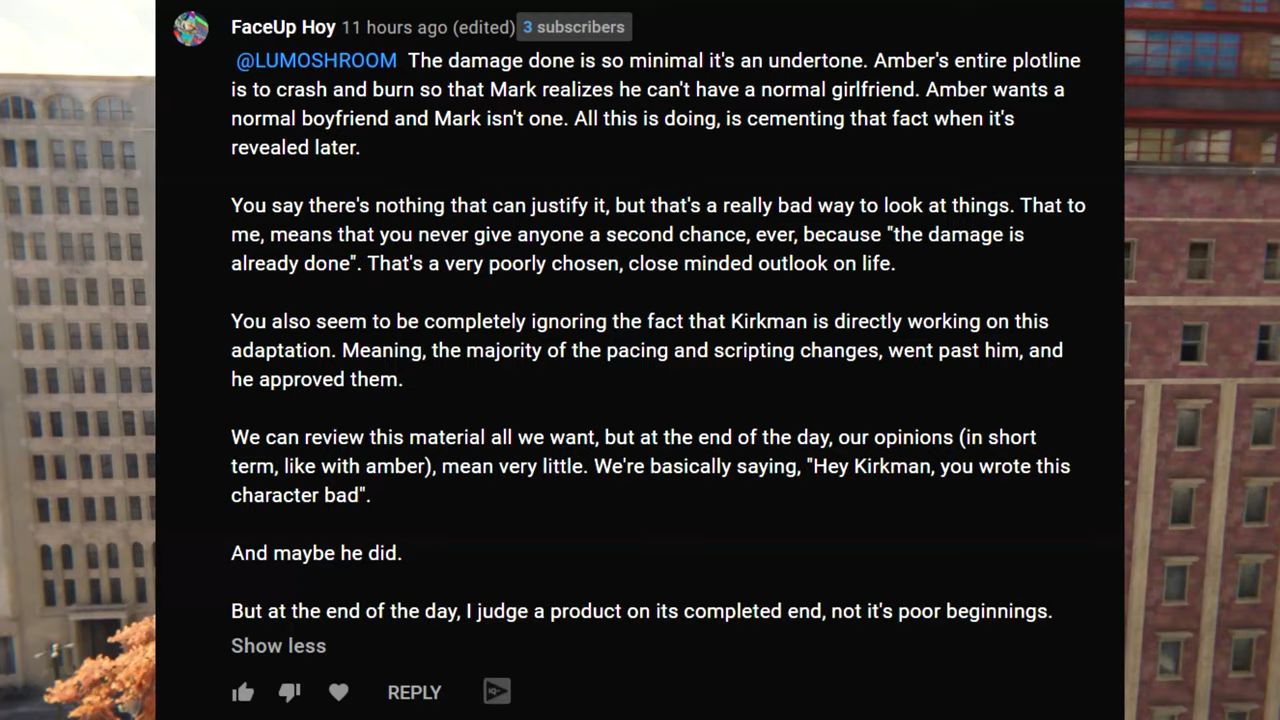 FaceUp Hoy 11 hours ago (edited) 3 subscribers
@LUMOSHROOM The damage done is so minimal it's an undertone. Amber's entire plotline
is to crash and burn so that Mark realizes he can't have a normal girlfriend. Amber wants a
normal boyfriend and Mark isn't one. All this is doing, is cementing that fact when it's
revealed later.
You say there's nothing that can justify it, but that's a really bad way to look at things. That to
me, means that you never give anyone a second chance, ever, because "the damage is
already done". That's a very poorly chosen, close minded outlook on life.
You also seem to be completely ignoring the fact that Kirkman is directly working on this
adaptation. Meaning, the majority of the pacing and scripting changes, went past him, and
he approved them.
We can review this material all we want, but at the end of the day, our opinions (in short
term, like with amber), mean very little. We're basically saying, "Hey Kirkman, you wrote this
character bad".
And maybe he did.
But at the end of the day, I judge a product on its completed end, not it's poor beginnings.
Show less
REPLY